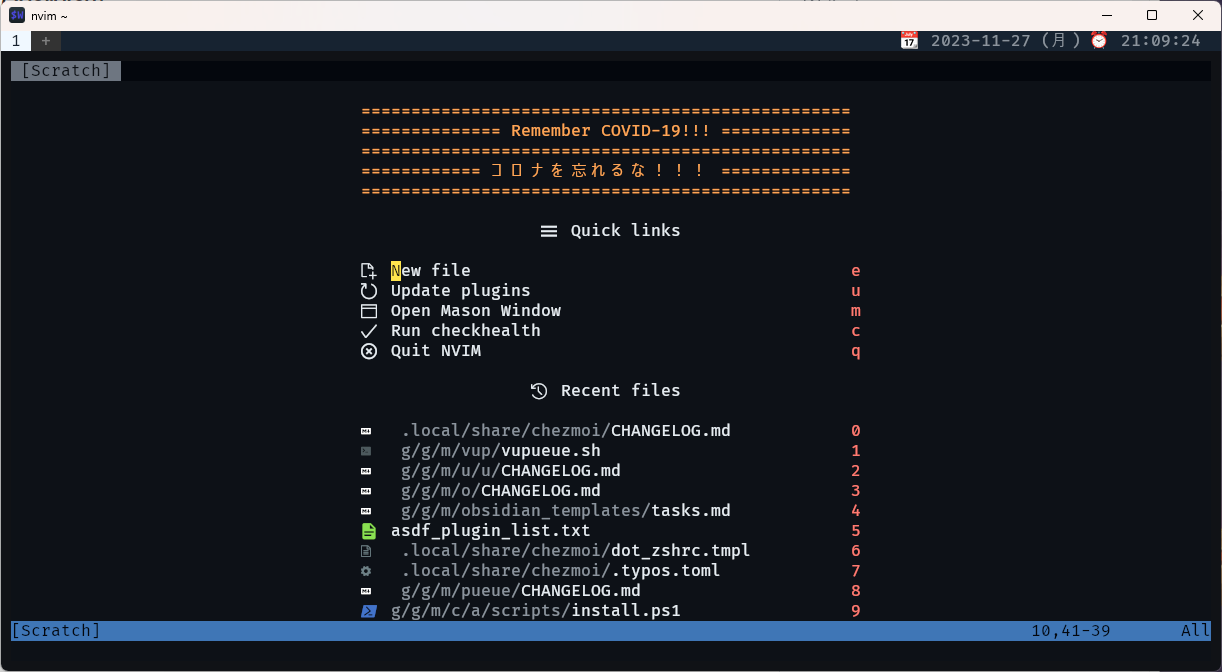 nvim ~
1 + 2023-11-27 (月) 21:09:24
[Scratch]
=================================================
============== Remember COVID-19!!! =============
=================================================
============ コロナを忘れるな!!! =============
=================================================
Quick links
New file e
Update plugins u
Open Mason Window m
Run checkhealth c
Quit NVIM q
Recent files
.local/share/chezmoi/CHANGELOG.md 0
g/g/m/vup/vupueue.sh 1
g/g/m/u/u/CHANGELOG.md 2
g/g/m/o/CHANGELOG.md 3
g/g/m/obsidian_templates/tasks.md 4
asdf_plugin_list.txt 5
.local/share/chezmoi/dot_zshrc.tmpl 6
.local/share/chezmoi/.typos.toml 7
g/g/m/pueue/CHANGELOG.md 8
g/g/m/c/a/scripts/install.ps1 9
[Scratch] 10,41-39 All